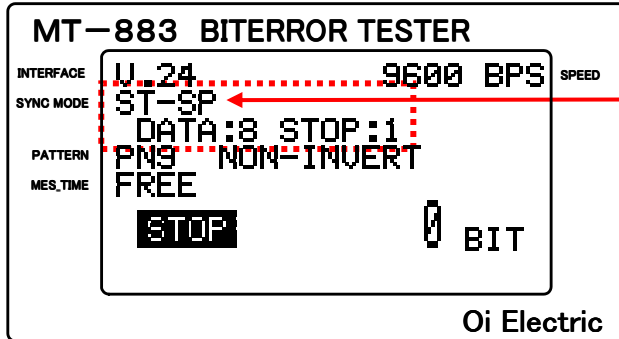 MT-883 BITERROR TESTER
INTERFACE V.24 9600 BPS SPEED
SYNC MODE ST-SP
DATA:8 STOP:1
PATTERN PN9 NON-INVERT
MES_TIME FREE
STOP 0 BIT
Oi Electric